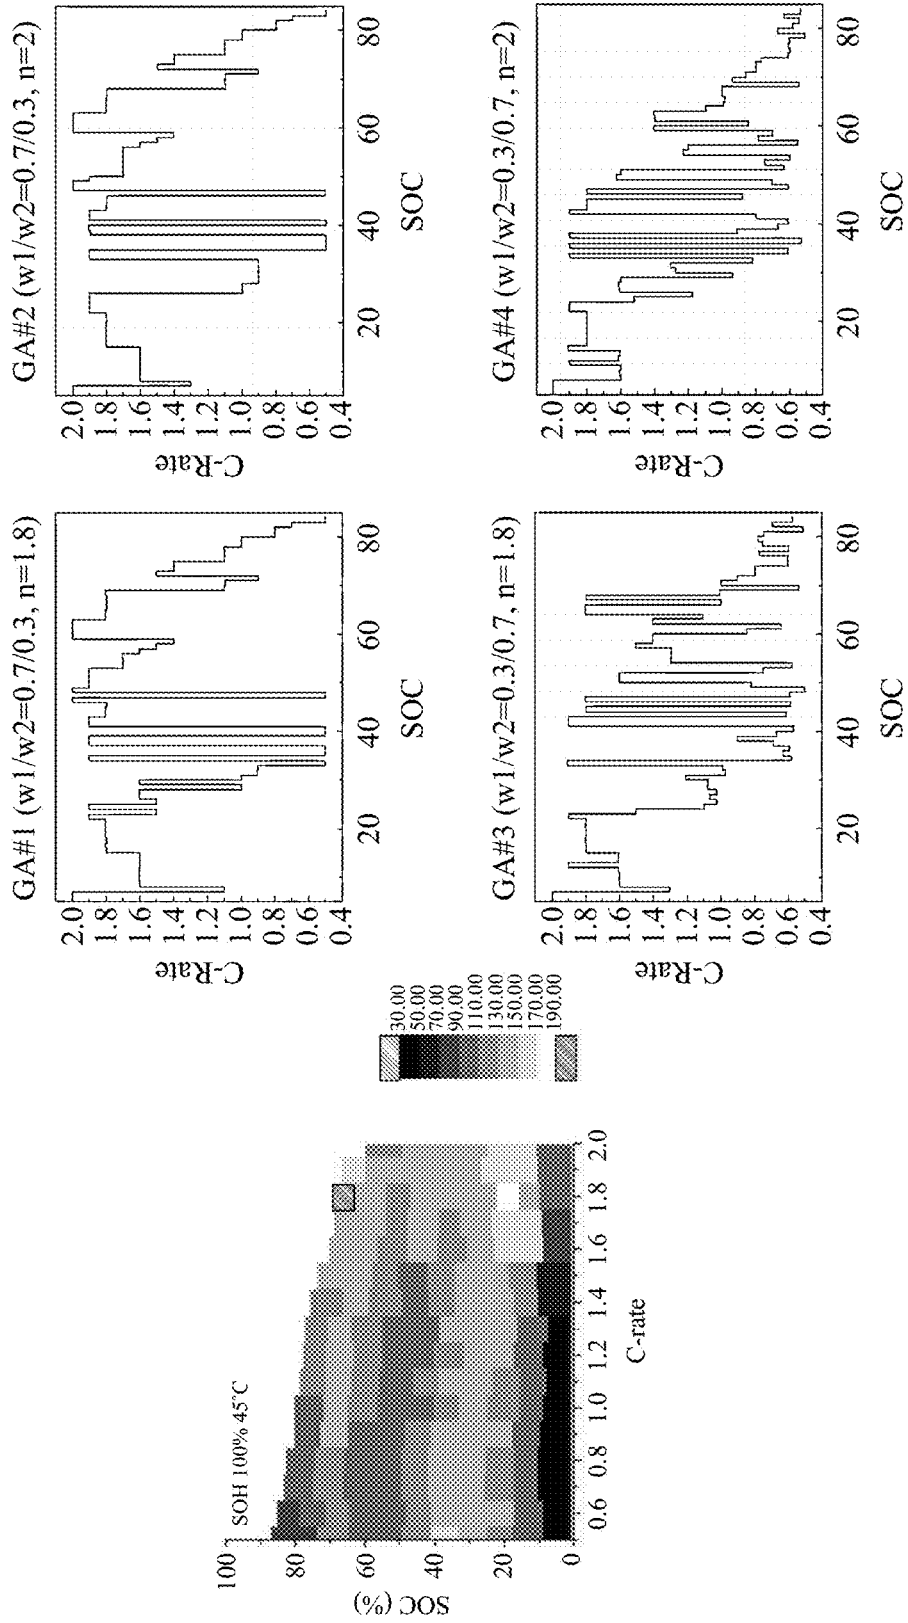 SOH 100% 45°C
SOC (%)
100
80
60
40
20
0
0.6 0.8 1.0 1.2 1.4 1.6 1.8 2.0
C-rate
30.00
50.00
70.00
90.00
110.00
130.00
150.00
170.00
190.00
GA#1 (w1/w2=0.7/0.3, n=1.8)
C-Rate
2.0
1.8
1.6
1.4
1.2
1.0
0.8
0.6
0.4
20 40 60 80
SOC
GA#2 (w1/w2=0.7/0.3, n=2)
C-Rate
2.0
1.8
1.6
1.4
1.2
1.0
0.8
0.6
0.4
20 40 60 80
SOC
GA#3 (w1/w2=0.3/0.7, n=1.8)
C-Rate
2.0
1.8
1.6
1.4
1.2
1.0
0.8
0.6
0.4
20 40 60 80
SOC
GA#4 (w1/w2=0.3/0.7, n=2)
C-Rate
2.0
1.8
1.6
1.4
1.2
1.0
0.8
0.6
0.4
20 40 60 80
SOC